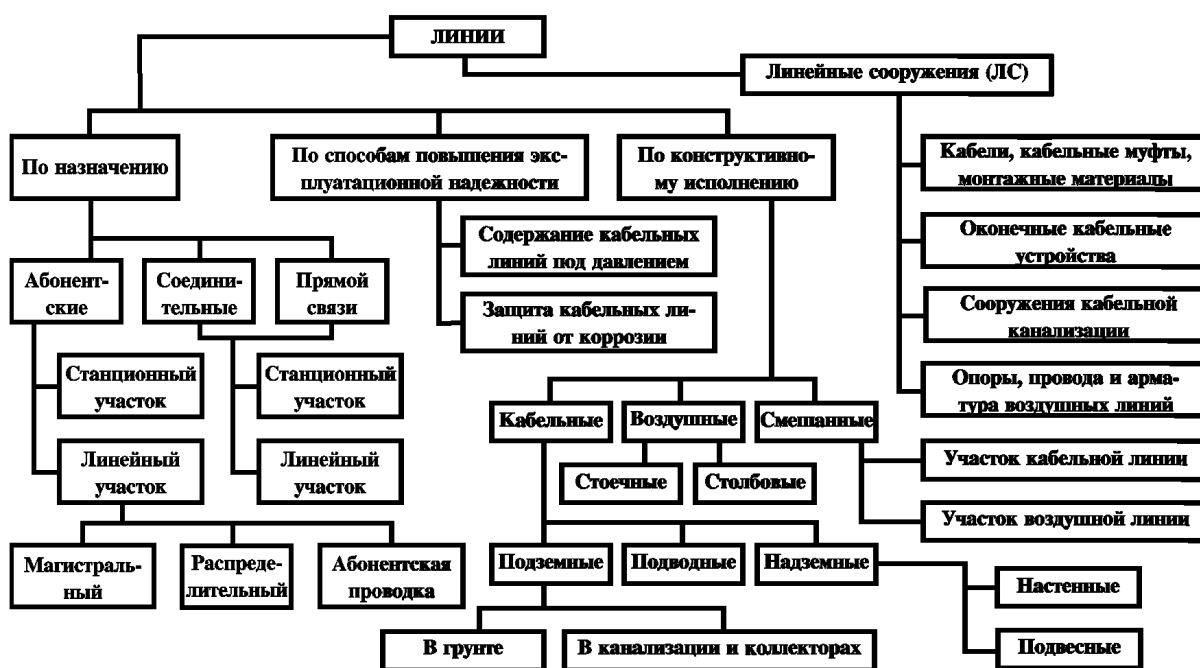 ЛИНИИ
Линейные сооружения (ЛС)
По назначению
По способам повышения экс-
плуатационной надежности
По конструктивно-
му исполнению
Кабели, кабельные муфты,
монтажные материалы
Оконечные кабельные
устройства
Сооружения кабельной
канализации
Опоры, провода и арма-
тура воздушных линий
Содержание кабельных
линий под давлением
Защита кабельных ли-
ний от коррозии
Абонент-
ские
Соедини-
тельные
Прямой
связи
Станционный
участок
Станционный
участок
Линейный
участок
Линейный
участок
Магистраль-
ный
Распреде-
лительный
Абонентская
проводка
Кабельные
Воздушные
Смешанные
Стоечные
Столбовые
Участок кабельной линии
Участок воздушной линии
Подземные
Подводные
Надземные
Настенные
Подвесные
В грунте
В канализации и коллекторах